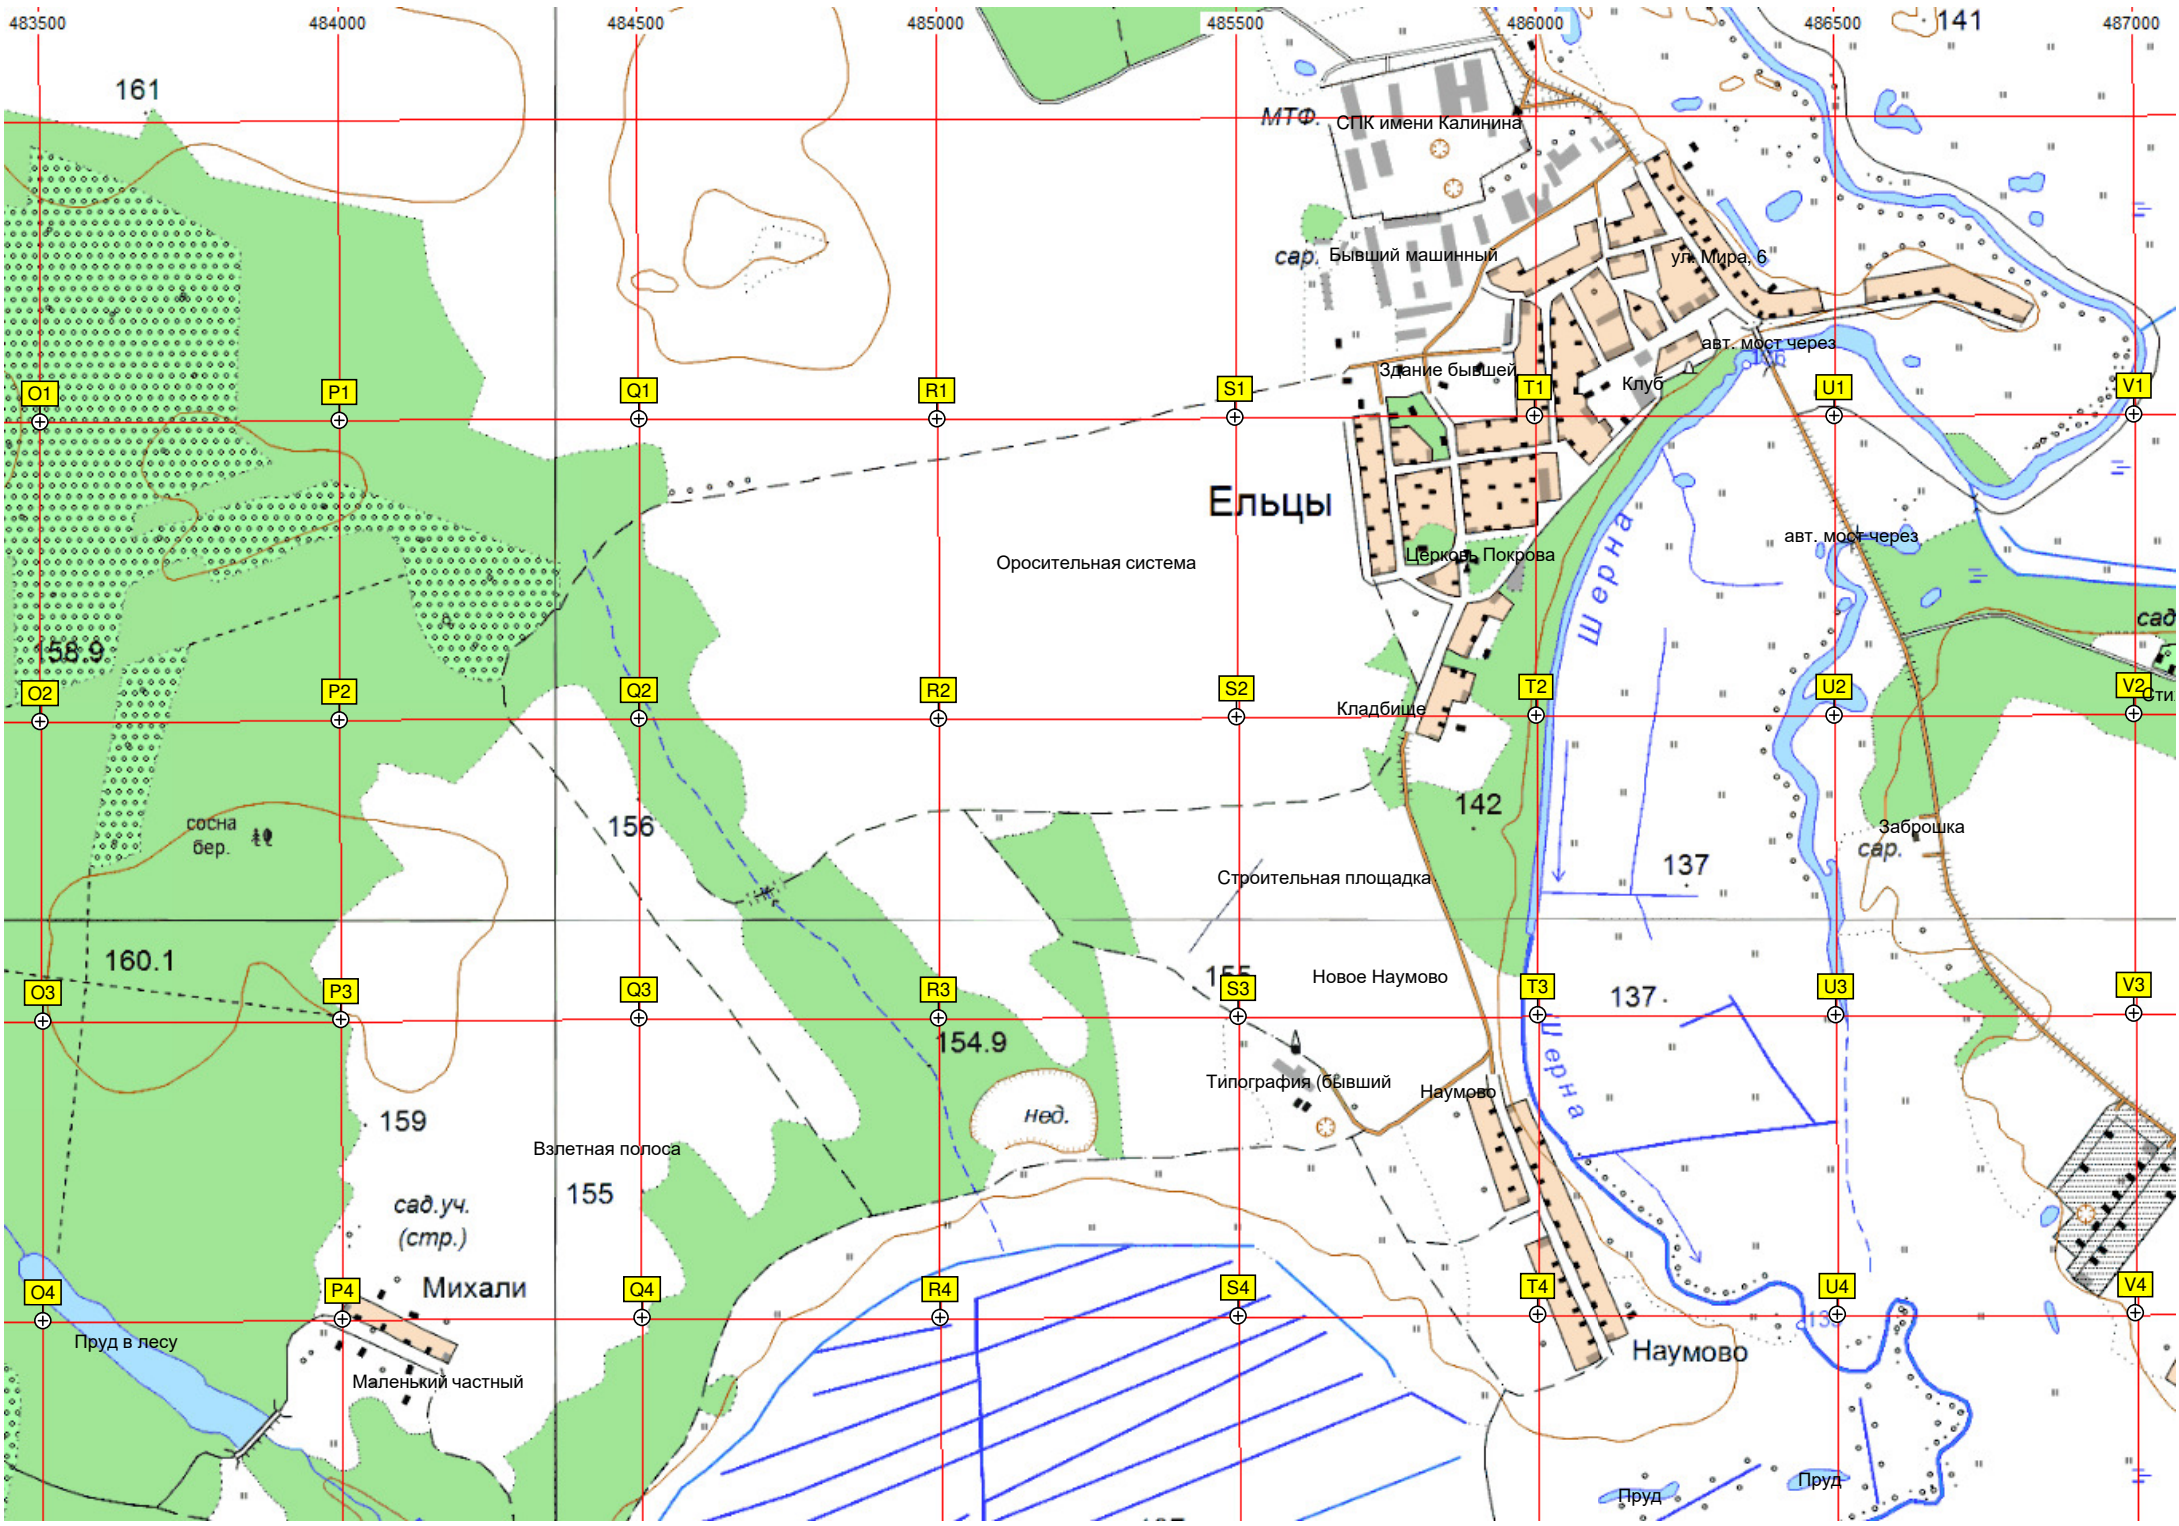 483500 484000 484500 485000 485500 486000 486500 487000
141
161
МТФ.
СПК имени Калинина
сар.
Бывший машинный
ул. Мира, 6
авт. мост через
Здание бывшей
Клуб
O1 P1 Q1 R1 S1 T1 U1 V1
Ельцы
Шерна
авт. мост через
Церковь Покрова
Оросительная система
сад
58.9
O2 P2 Q2 R2 S2 T2 U2 V2
Сти.
Кладбище
142
156
сосна
бер.
Заброшка
сар.
137
Строительная площадка
160.1
155
Новое Наумово
137
O3 P3 Q3 R3 S3 T3 U3 V3
154.9
Шерна
Типография (бывший
Наумово
нед.
159
Взлетная полоса
155
сад.уч.
(стр.)
Михали
O4 P4 Q4 R4 S4 T4 U4 V4
Пруд в лесу
Наумово
Маленький частный
Пруд
Пруд